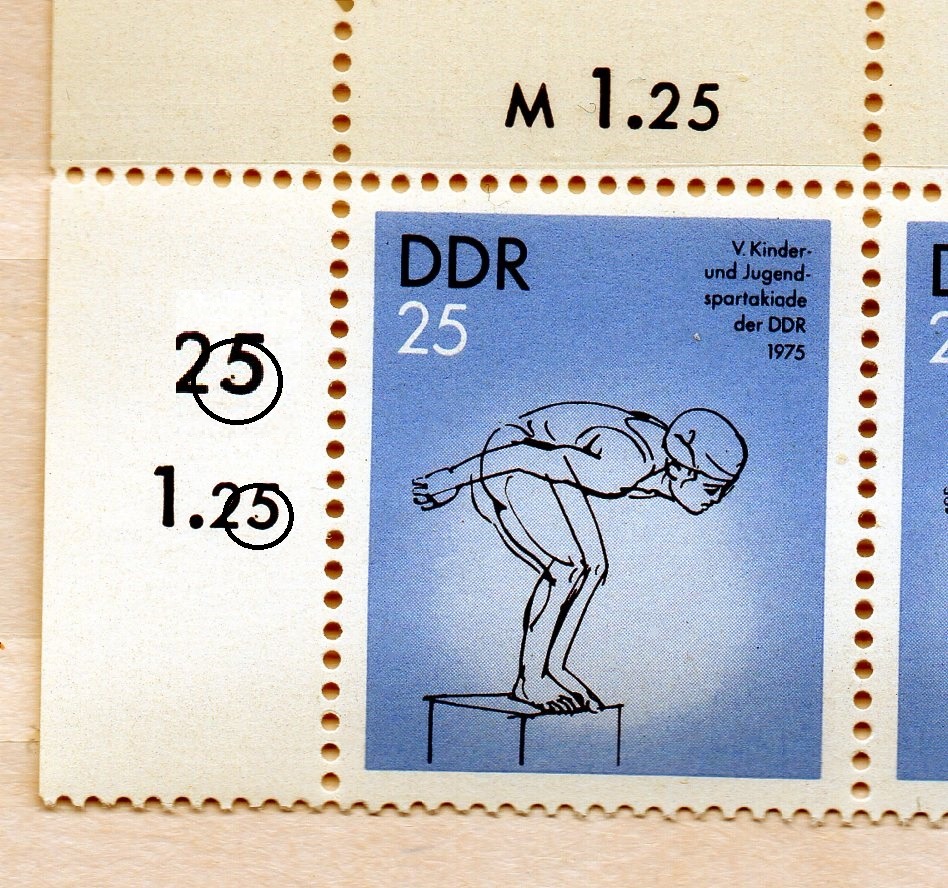 M 1.25
DDR
25
V. Kinder-
und Jugend-
spartakiade
der DDR
1975
25
1.25